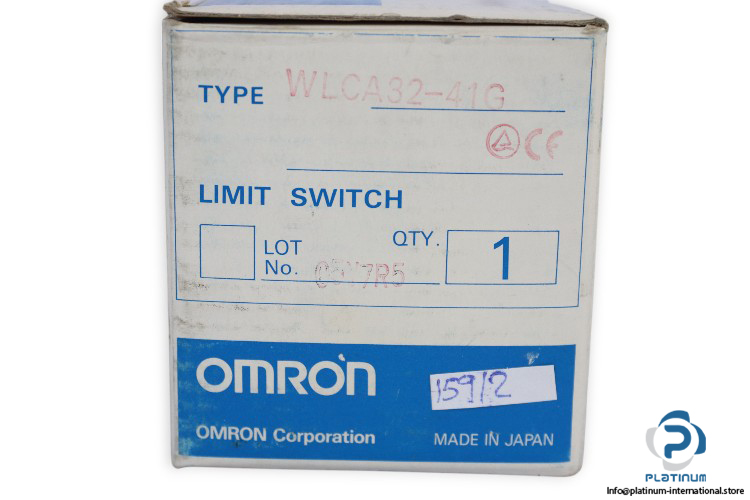 TYPE WLCA32-41G
CE
LIMIT SWITCH
LOT No. QTY. 1
OMRON
159/2
OMRON Corporation MADE IN JAPAN
PLATINUM
Info@platinum-international.store